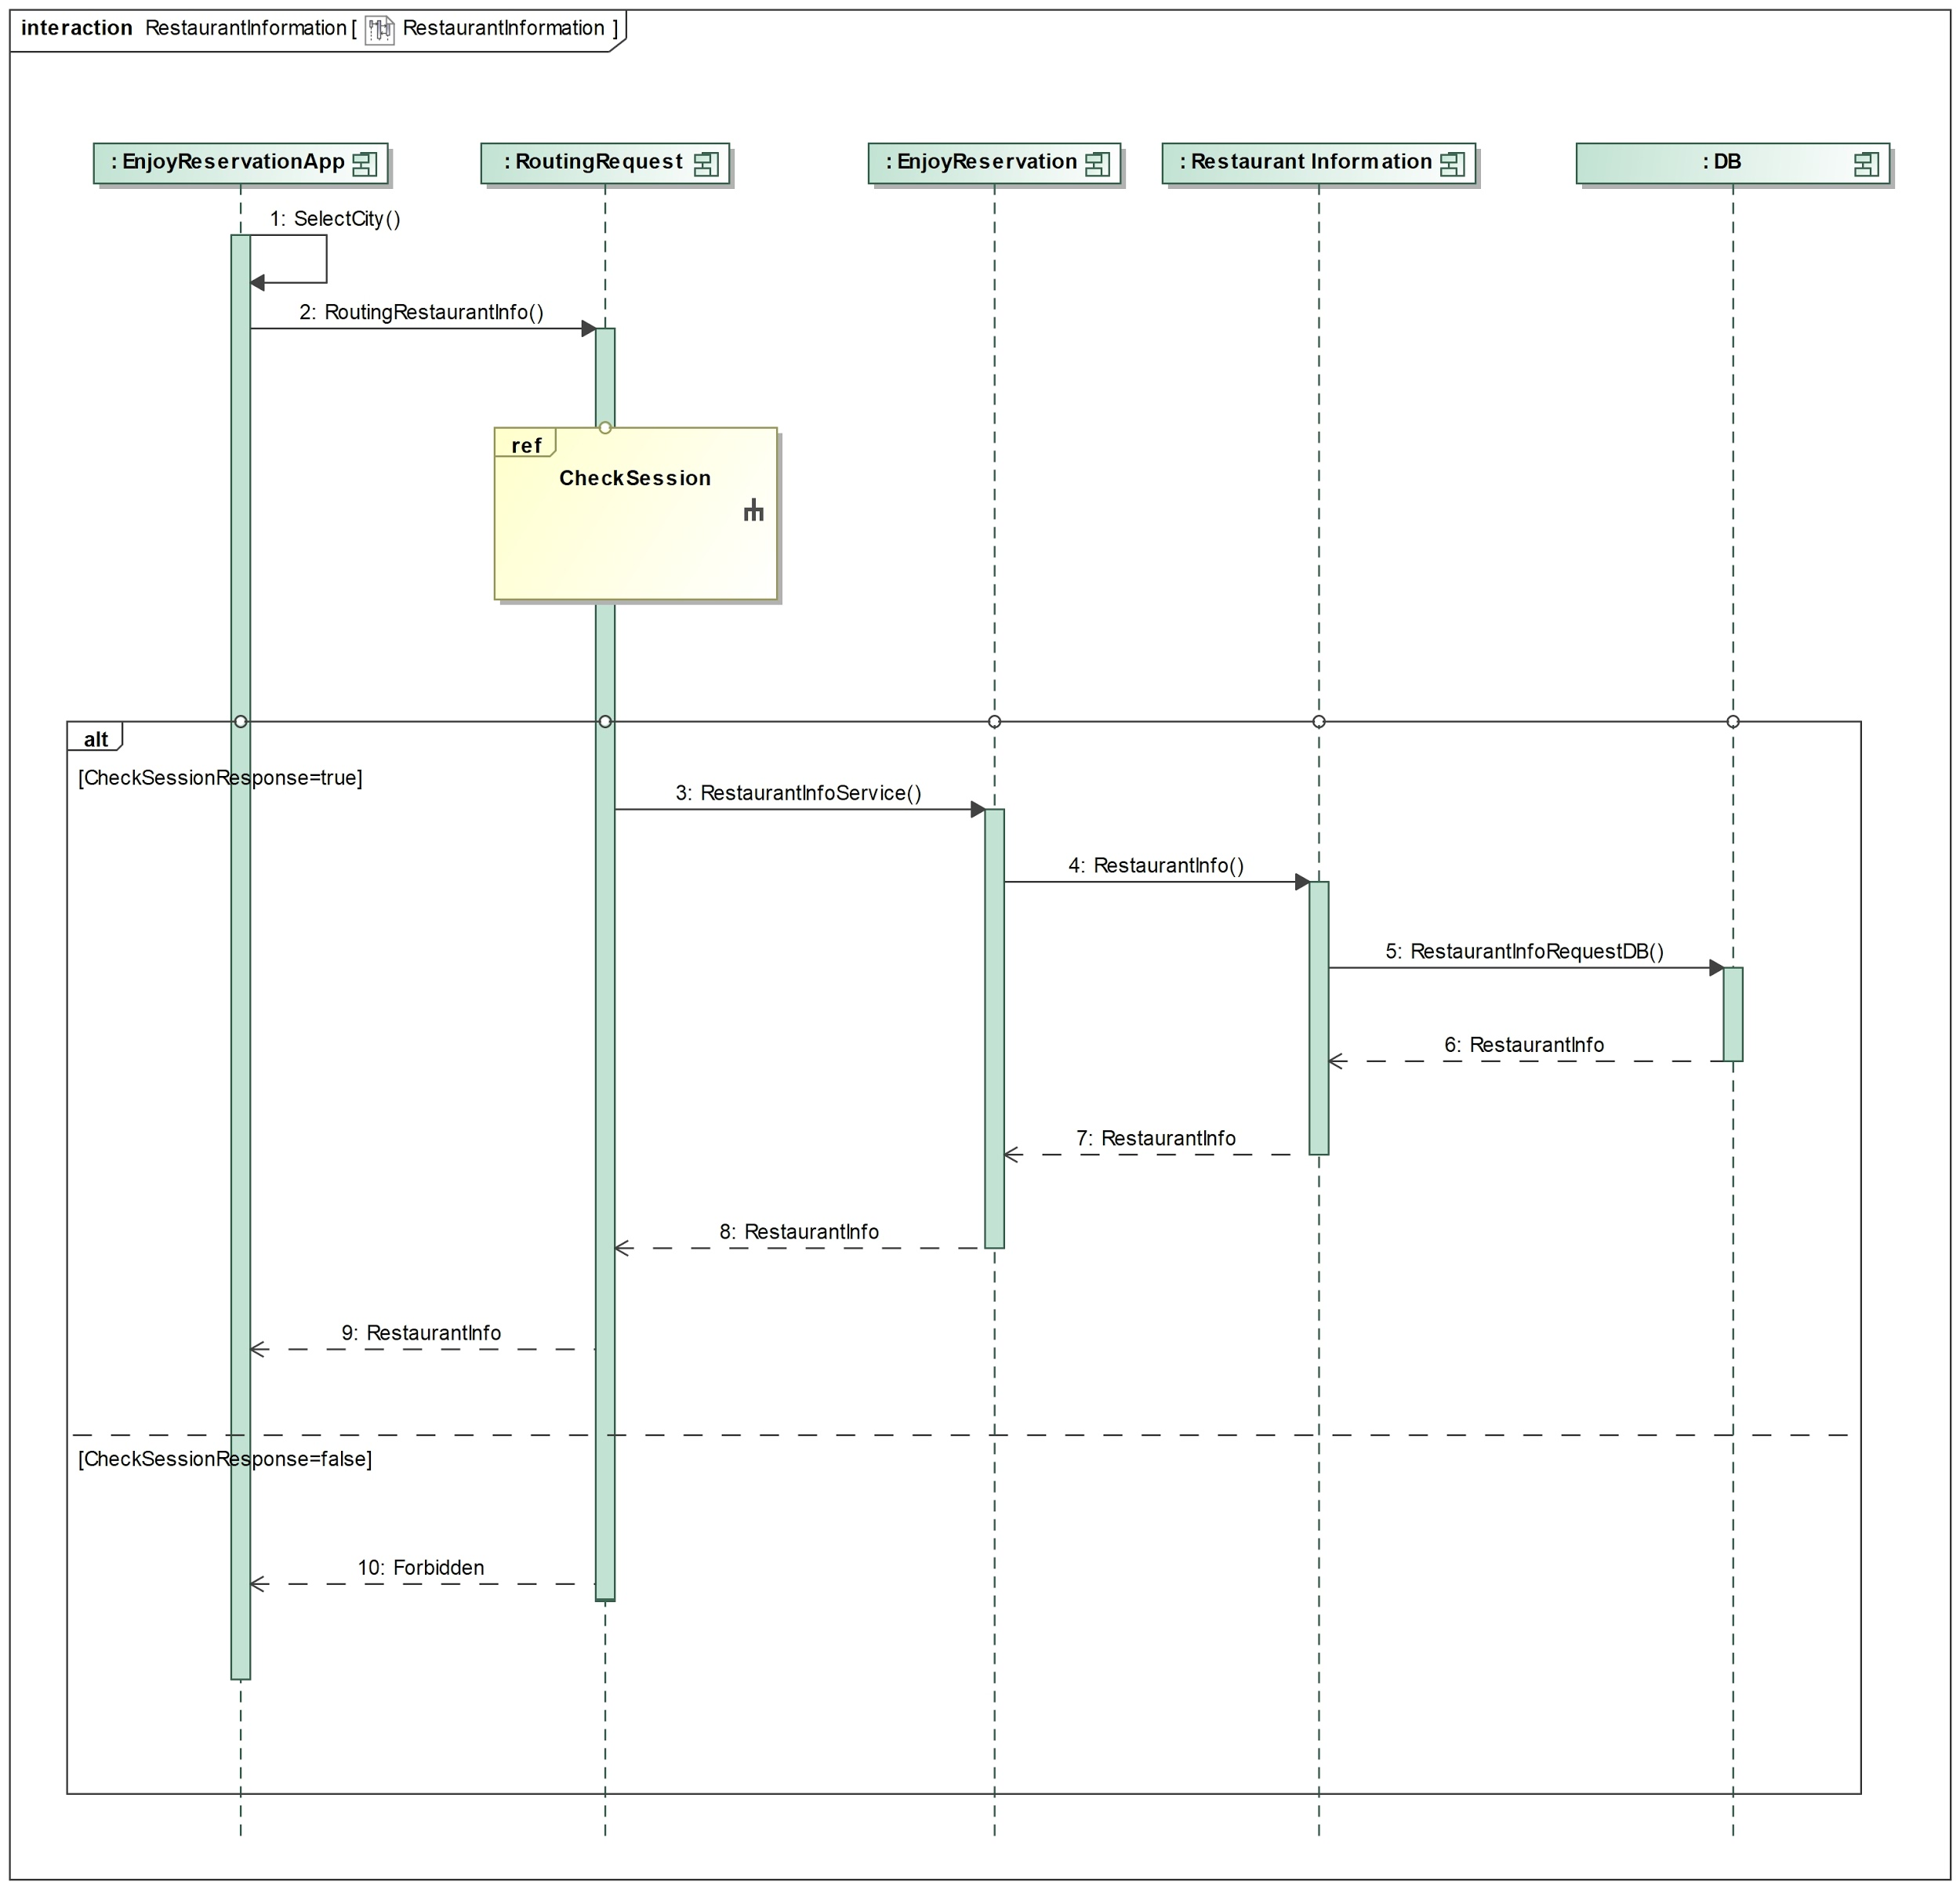 interaction RestaurantInformation [ RestaurantInformation ]
: EnjoyReservationApp
: RoutingRequest
: EnjoyReservation
: Restaurant Information
: DB
1: SelectCity()
2: RoutingRestaurantInfo()
ref
CheckSession
alt
[CheckSessionResponse=true]
3: RestaurantInfoService()
4: RestaurantInfo()
5: RestaurantInfoRequestDB()
6: RestaurantInfo
7: RestaurantInfo
8: RestaurantInfo
9: RestaurantInfo
[CheckSessionResponse=false]
10: Forbidden